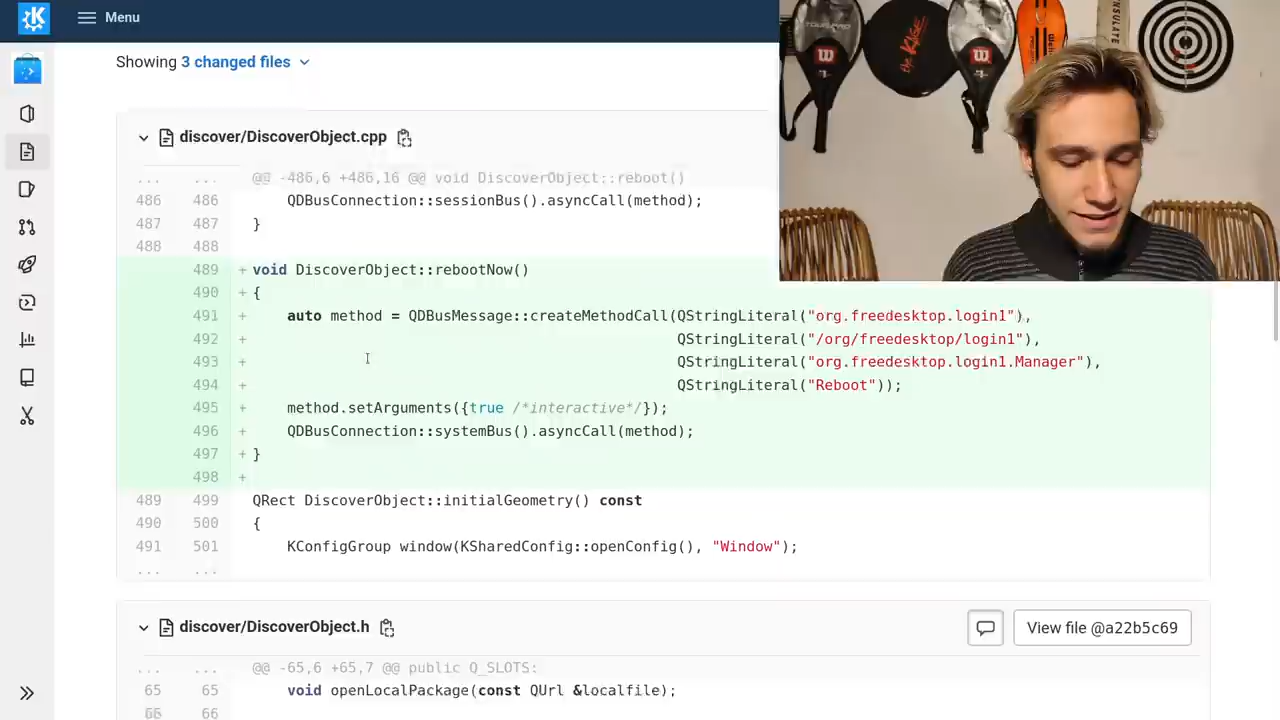 Menu
Showing 3 changed files
discover/DiscoverObject.cpp
... ... @@ -486,6 +486,16 @@ void DiscoverObject::reboot()
486 486 QDBusConnection::sessionBus().asyncCall(method);
487 487 }
488 488
489 + void DiscoverObject::rebootNow()
490 + {
491 + auto method = QDBusMessage::createMethodCall(QStringLiteral("org.freedesktop.login1"),
492 + QStringLiteral("/org/freedesktop/login1"),
493 + QStringLiteral("org.freedesktop.login1.Manager"),
494 + QStringLiteral("Reboot"));
495 + method.setArguments({true /*interactive*/});
496 + QDBusConnection::systemBus().asyncCall(method);
497 + }
498 +
489 499 QRect DiscoverObject::initialGeometry() const
490 500 {
491 501 KConfigGroup window(KSharedConfig::openConfig(), "Window");
... ...
discover/DiscoverObject.h
View file @a22b5c69
... ... @@ -65,6 +65,7 @@ public Q_SLOTS:
65 65 void openLocalPackage(const QUrl &localfile);
66 66